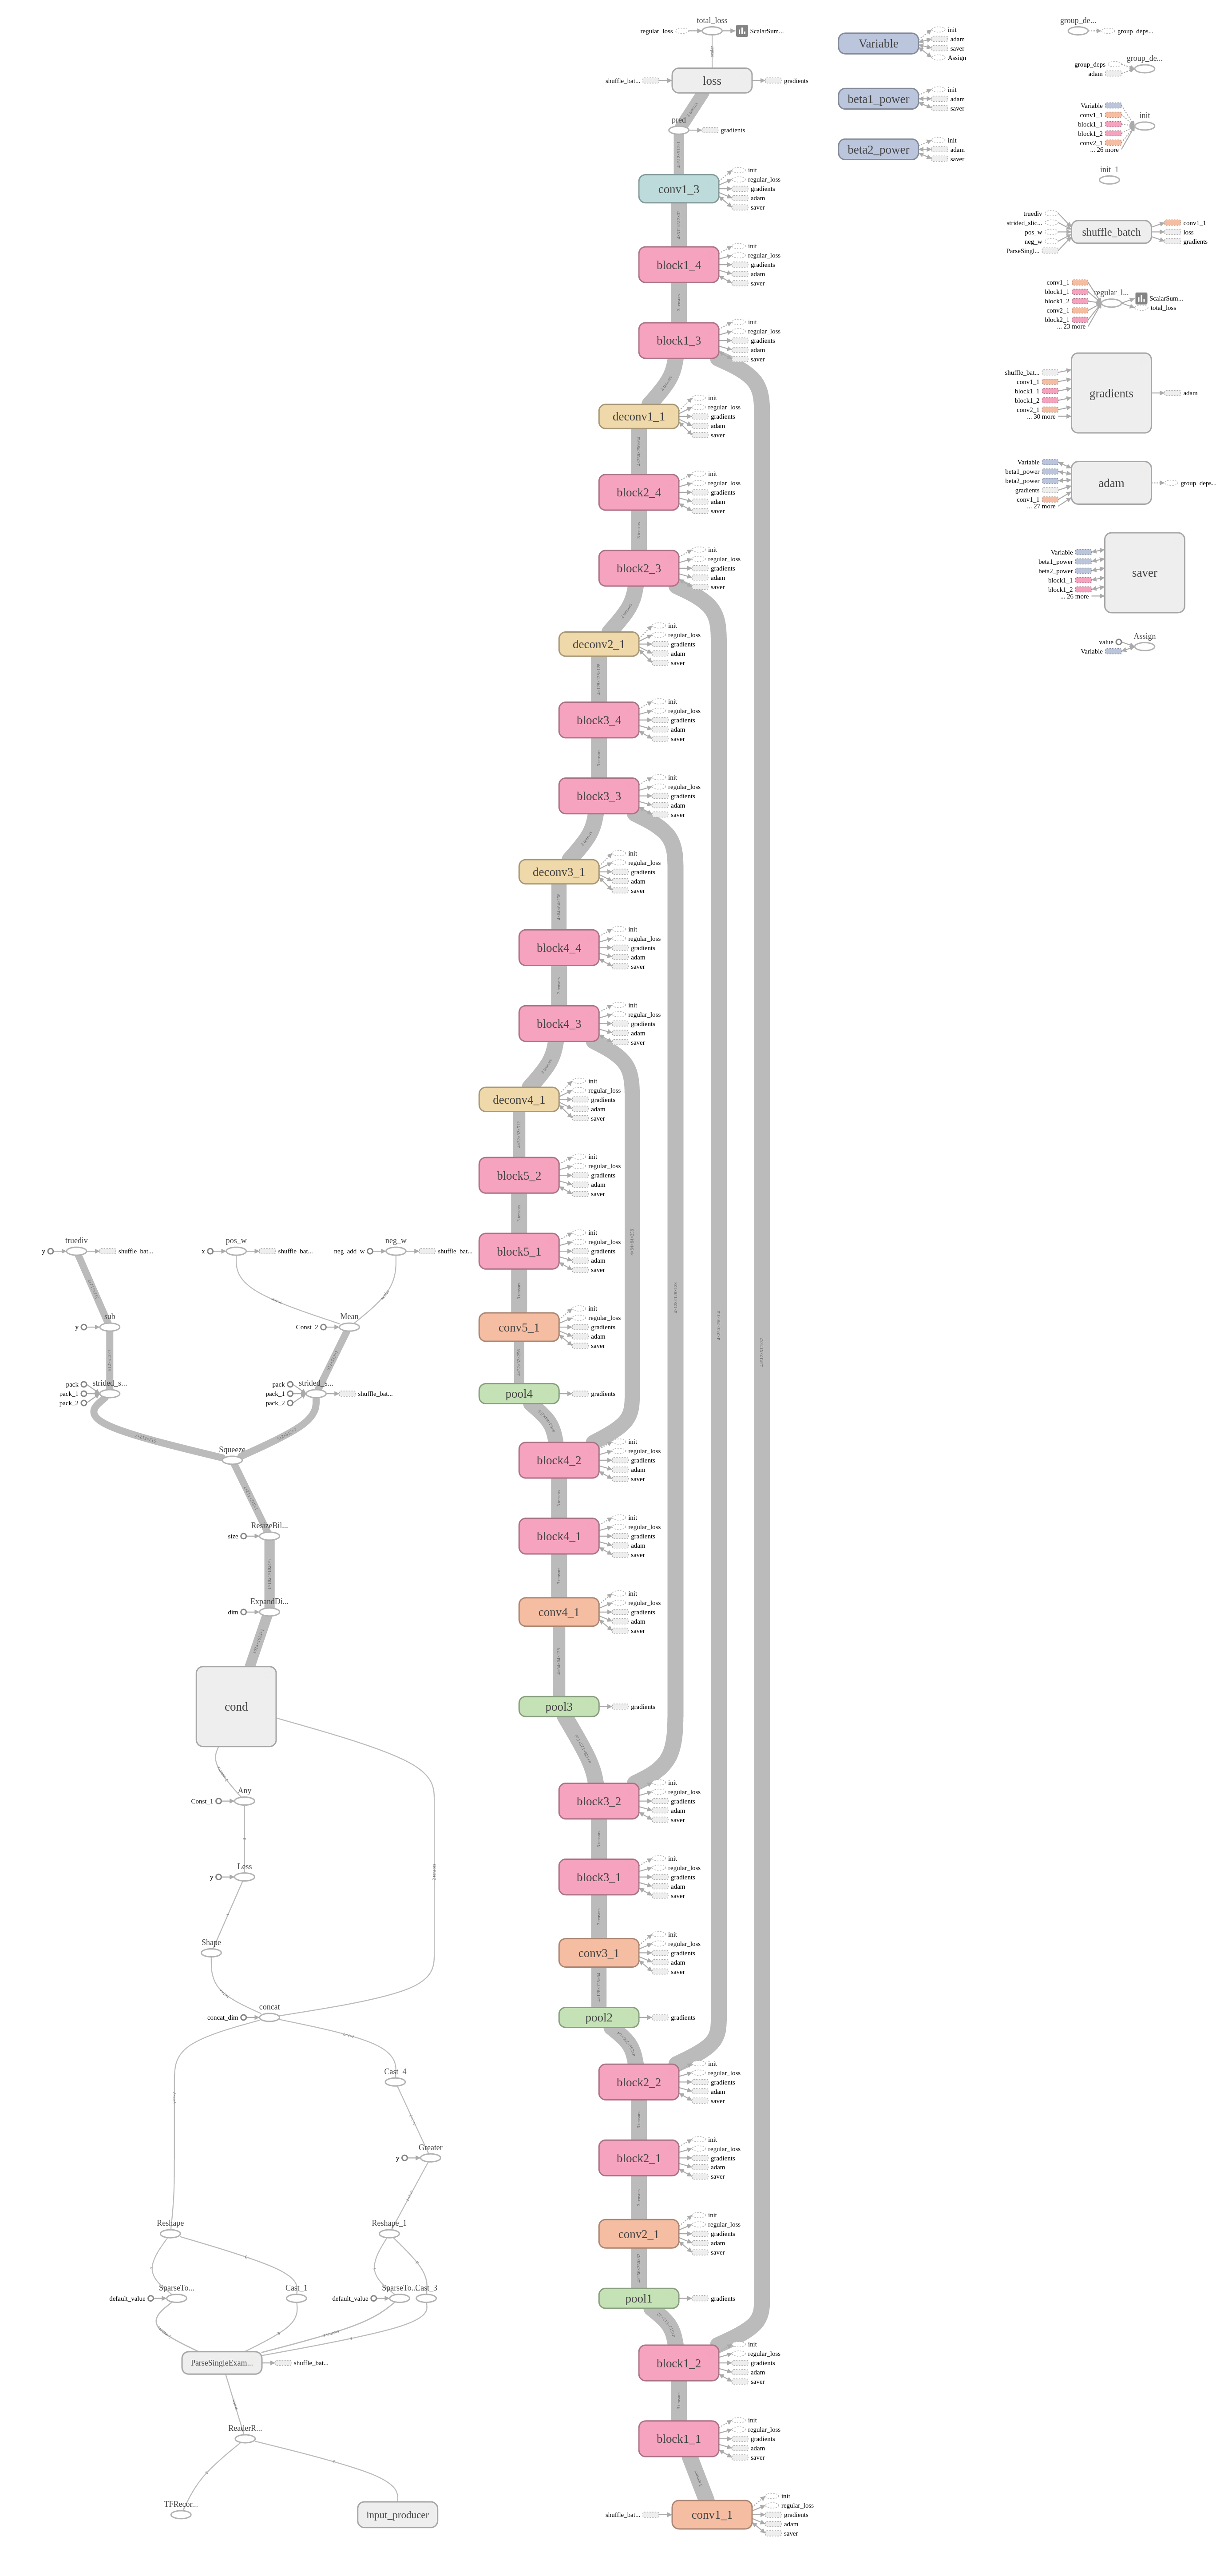 total_loss
regular_loss
ScalarSum...
shuffle_bat...
loss
gradients
pred
gradients
conv1_3
init
regular_loss
gradients
adam
saver
block1_4
init
regular_loss
gradients
adam
saver
block1_3
init
regular_loss
gradients
adam
saver
deconv1_1
init
regular_loss
gradients
adam
saver
block2_4
init
regular_loss
gradients
adam
saver
block2_3
init
regular_loss
gradients
adam
saver
deconv2_1
init
regular_loss
gradients
adam
saver
block3_4
init
regular_loss
gradients
adam
saver
block3_3
init
regular_loss
gradients
adam
saver
deconv3_1
init
regular_loss
gradients
adam
saver
block4_4
init
regular_loss
gradients
adam
saver
block4_3
init
regular_loss
gradients
adam
saver
deconv4_1
init
regular_loss
gradients
adam
saver
block5_2
init
regular_loss
gradients
adam
saver
block5_1
init
regular_loss
gradients
adam
saver
conv5_1
init
regular_loss
gradients
adam
saver
pool4
gradients
block4_2
init
regular_loss
gradients
adam
saver
block4_1
init
regular_loss
gradients
adam
saver
conv4_1
init
regular_loss
gradients
adam
saver
pool3
gradients
block3_2
init
regular_loss
gradients
adam
saver
block3_1
init
regular_loss
gradients
adam
saver
conv3_1
init
regular_loss
gradients
adam
saver
pool2
gradients
block2_2
init
regular_loss
gradients
adam
saver
block2_1
init
regular_loss
gradients
adam
saver
conv2_1
init
regular_loss
gradients
adam
saver
pool1
gradients
block1_2
init
regular_loss
gradients
adam
saver
block1_1
init
regular_loss
gradients
adam
saver
shuffle_bat...
conv1_1
init
regular_loss
gradients
adam
saver
truediv
y
shuffle_bat...
pos_w
x
shuffle_bat...
neg_w
neg_add_w
shuffle_bat...
sub
y
Mean
Const_2
strided_s...
pack
pack_1
pack_2
strided_s...
pack
pack_1
pack_2
shuffle_bat...
Squeeze
ResizeBil...
size
ExpandDi...
dim
cond
Any
Const_1
Less
y
Shape
concat
concat_dim
Cast_4
Greater
y
Reshape
Reshape_1
SparseTo...
default_value
Cast_1
SparseTo...
default_value
Cast_3
ParseSingleExam...
shuffle_bat...
ReaderR...
TFRecor...
input_producer
Variable
init
adam
saver
Assign
beta1_power
init
adam
saver
beta2_power
init
adam
saver
group_de...
group_deps...
group_de...
group_deps
adam
init
Variable
conv1_1
block1_1
block1_2
conv2_1
... 26 more
init_1
shuffle_batch
truediv
strided_slic...
pos_w
neg_w
ParseSingl...
conv1_1
loss
gradients
regular_l...
conv1_1
block1_1
block1_2
conv2_1
block2_1
... 23 more
ScalarSum...
total_loss
gradients
shuffle_bat...
conv1_1
block1_1
block1_2
conv2_1
... 30 more
adam
adam
Variable
beta1_power
beta2_power
gradients
conv1_1
... 27 more
group_deps...
saver
Variable
beta1_power
beta2_power
block1_1
block1_2
... 26 more
Assign
value
Variable